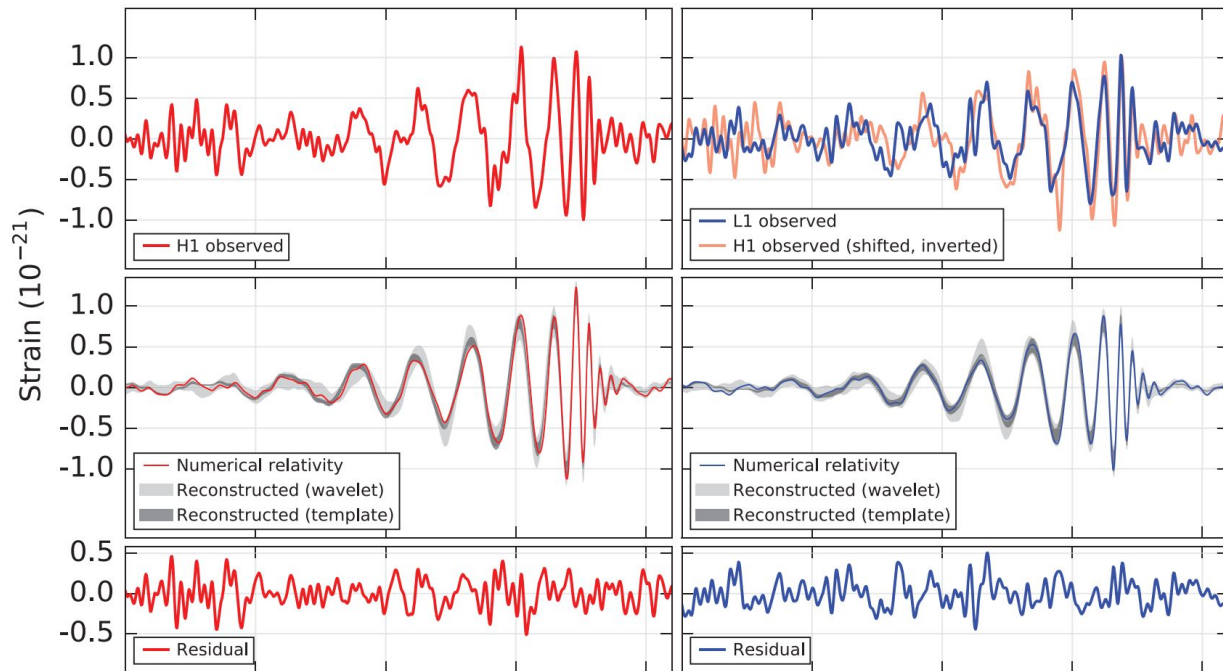 Strain (10⁻²¹)
1.0
0.5
0.0
-0.5
-1.0
H1 observed
L1 observed
H1 observed (shifted, inverted)
1.0
0.5
0.0
-0.5
-1.0
Numerical relativity
Reconstructed (wavelet)
Reconstructed (template)
Numerical relativity
Reconstructed (wavelet)
Reconstructed (template)
0.5
0.0
-0.5
Residual
Residual